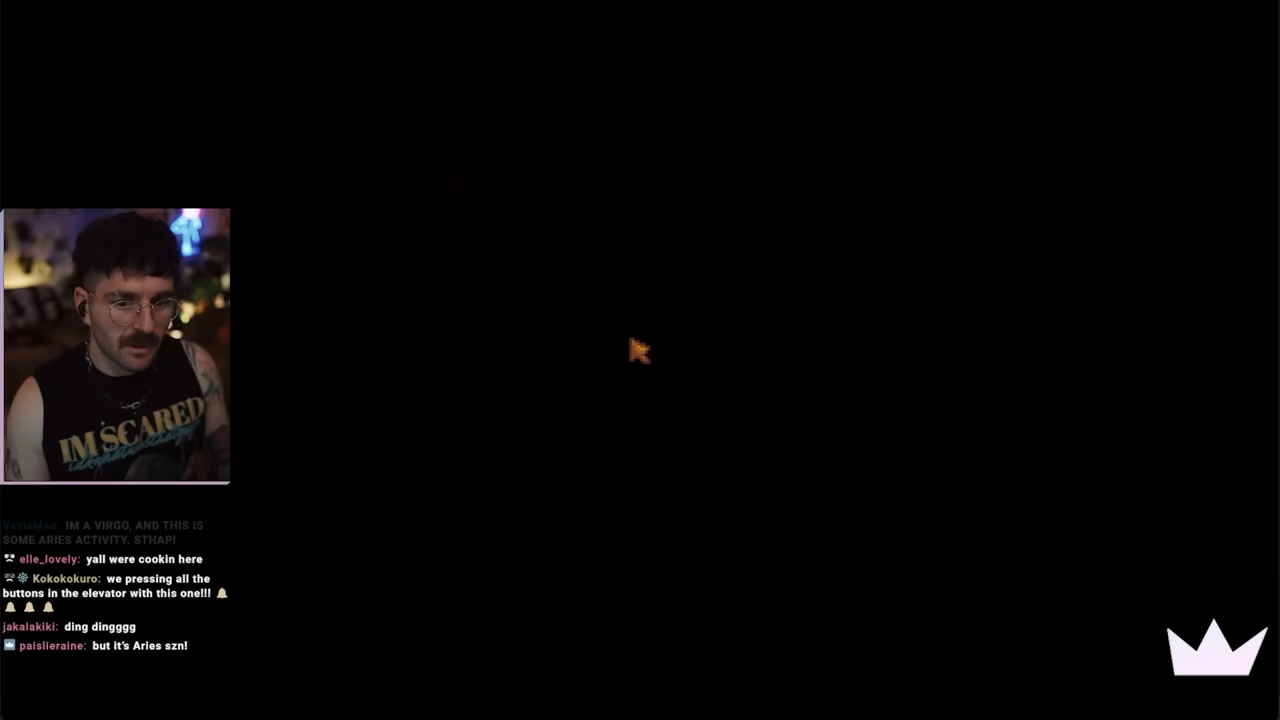 IM SCARED
VoxIsMad: IM A VIRGO, AND THIS IS
SOME ARIES ACTIVITY. STHAP!
elle_lovely: yall were cookin here
Kokokokuro: we pressing all the
buttons in the elevator with this one!!! 🔔
🔔 🔔 🔔
jakalakiki: ding dingggg
paislieraine: but it's Aries szn!